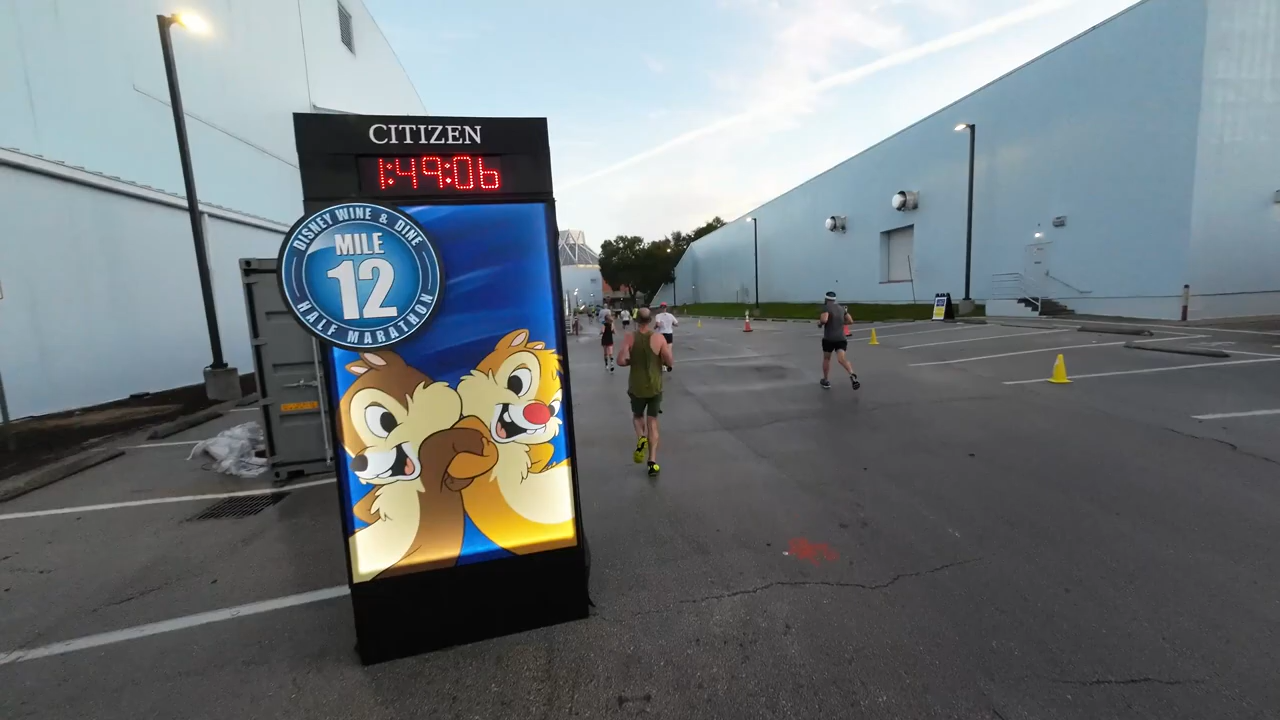 CITIZEN
1:49:06
DISNEY WINE & DINE
MILE
12
HALF MARATHON